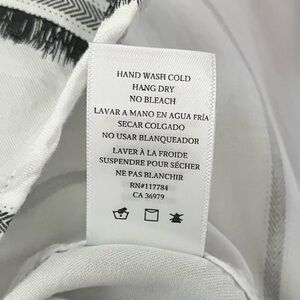 HAND WASH COLD
HANG DRY
NO BLEACH
LAVAR A MANO EN AGUA FRÍA
SECAR COLGADO
NO USAR BLANQUEADOR
LAVER À LA FROIDE
SUSPENDRE POUR SÉCHER
NE PAS BLANCHIR
RN#117784
CA 36979